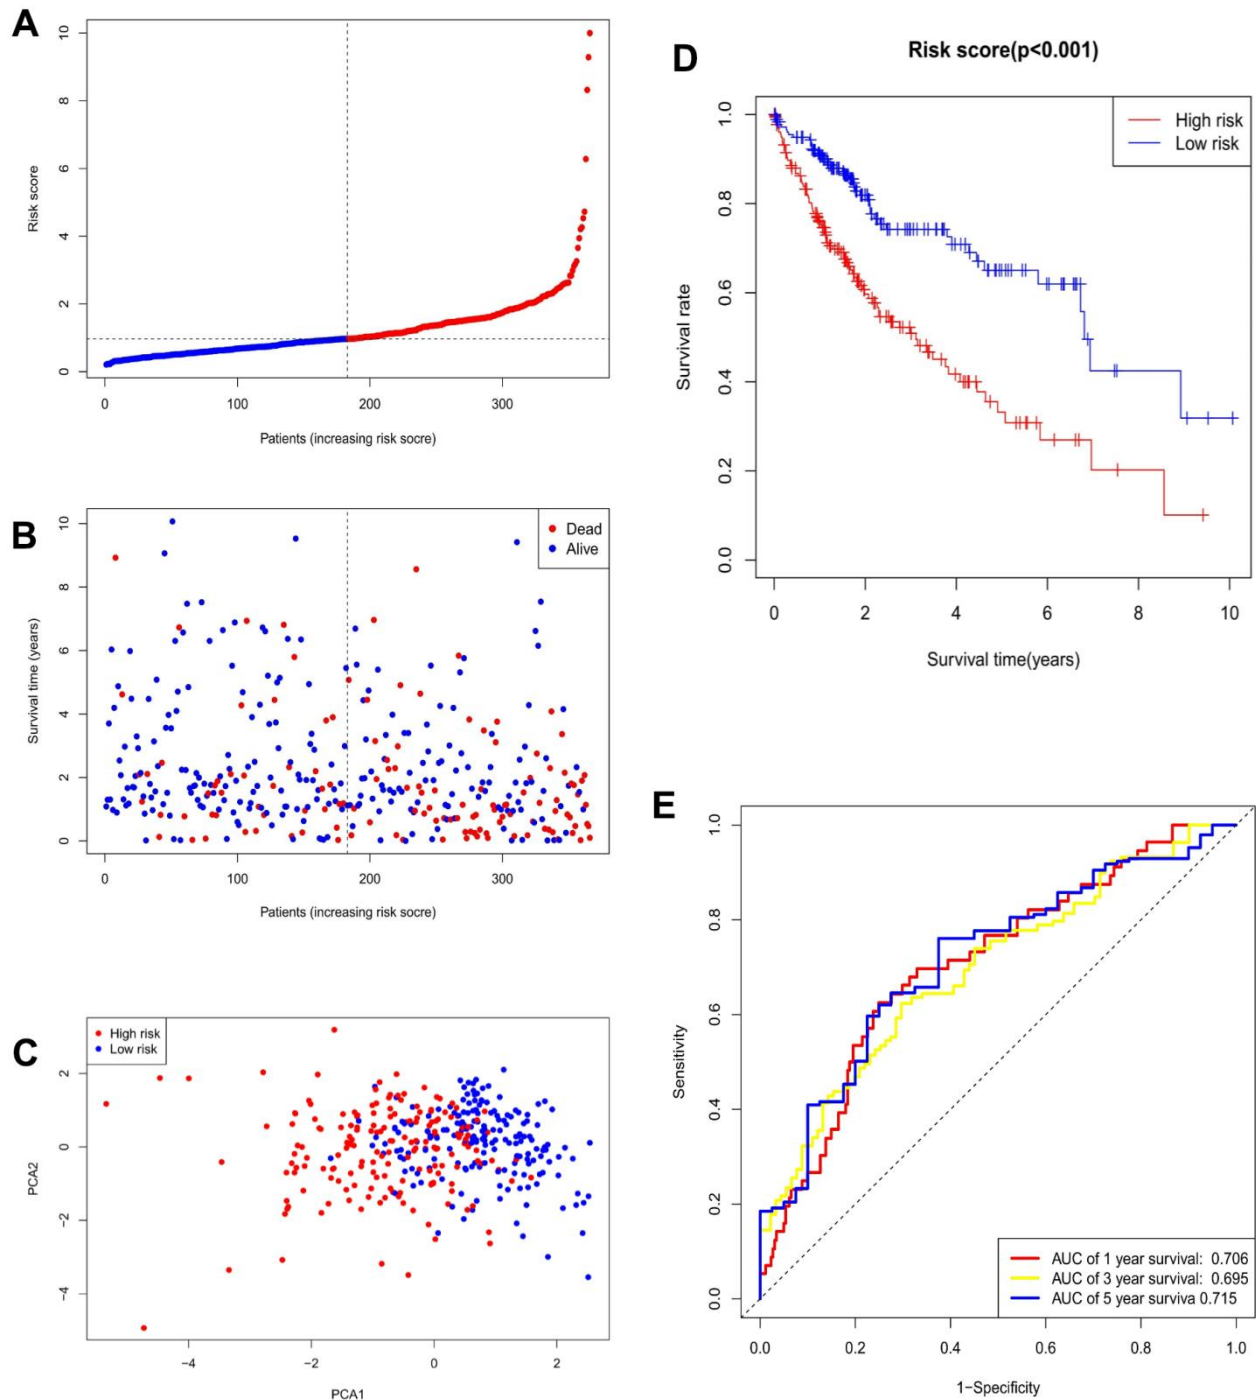 A
10
8
6
4
2
0
Risk score
0 100 200 300
Patients (increasing risk socre)
B
10
8
6
4
2
0
Survival time (years)
Dead
Alive
0 100 200 300
Patients (increasing risk socre)
C
High risk
Low risk
2
0
−2
−4
PCA2
−4 −2 0 2
PCA1
D
Risk score(p<0.001)
High risk
Low risk
1.0
0.8
0.6
0.4
0.2
0.0
Survival rate
0 2 4 6 8 10
Survival time(years)
E
1.0
0.8
0.6
0.4
0.2
0.0
Sensitivity
AUC of 1 year survival: 0.706
AUC of 3 year survival: 0.695
AUC of 5 year surviva 0.715
0.0 0.2 0.4 0.6 0.8 1.0
1−Specificity